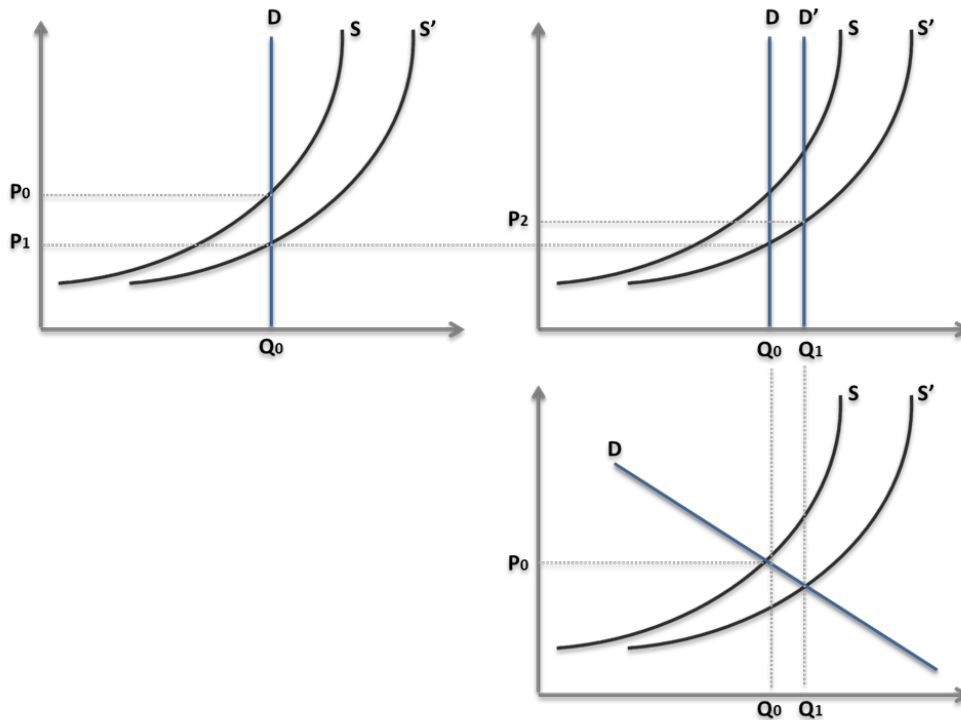 D S S’
P₀
P₁
Q₀
D D’ S S’
P₂
Q₀ Q₁
S S’
D
P₀
Q₀ Q₁